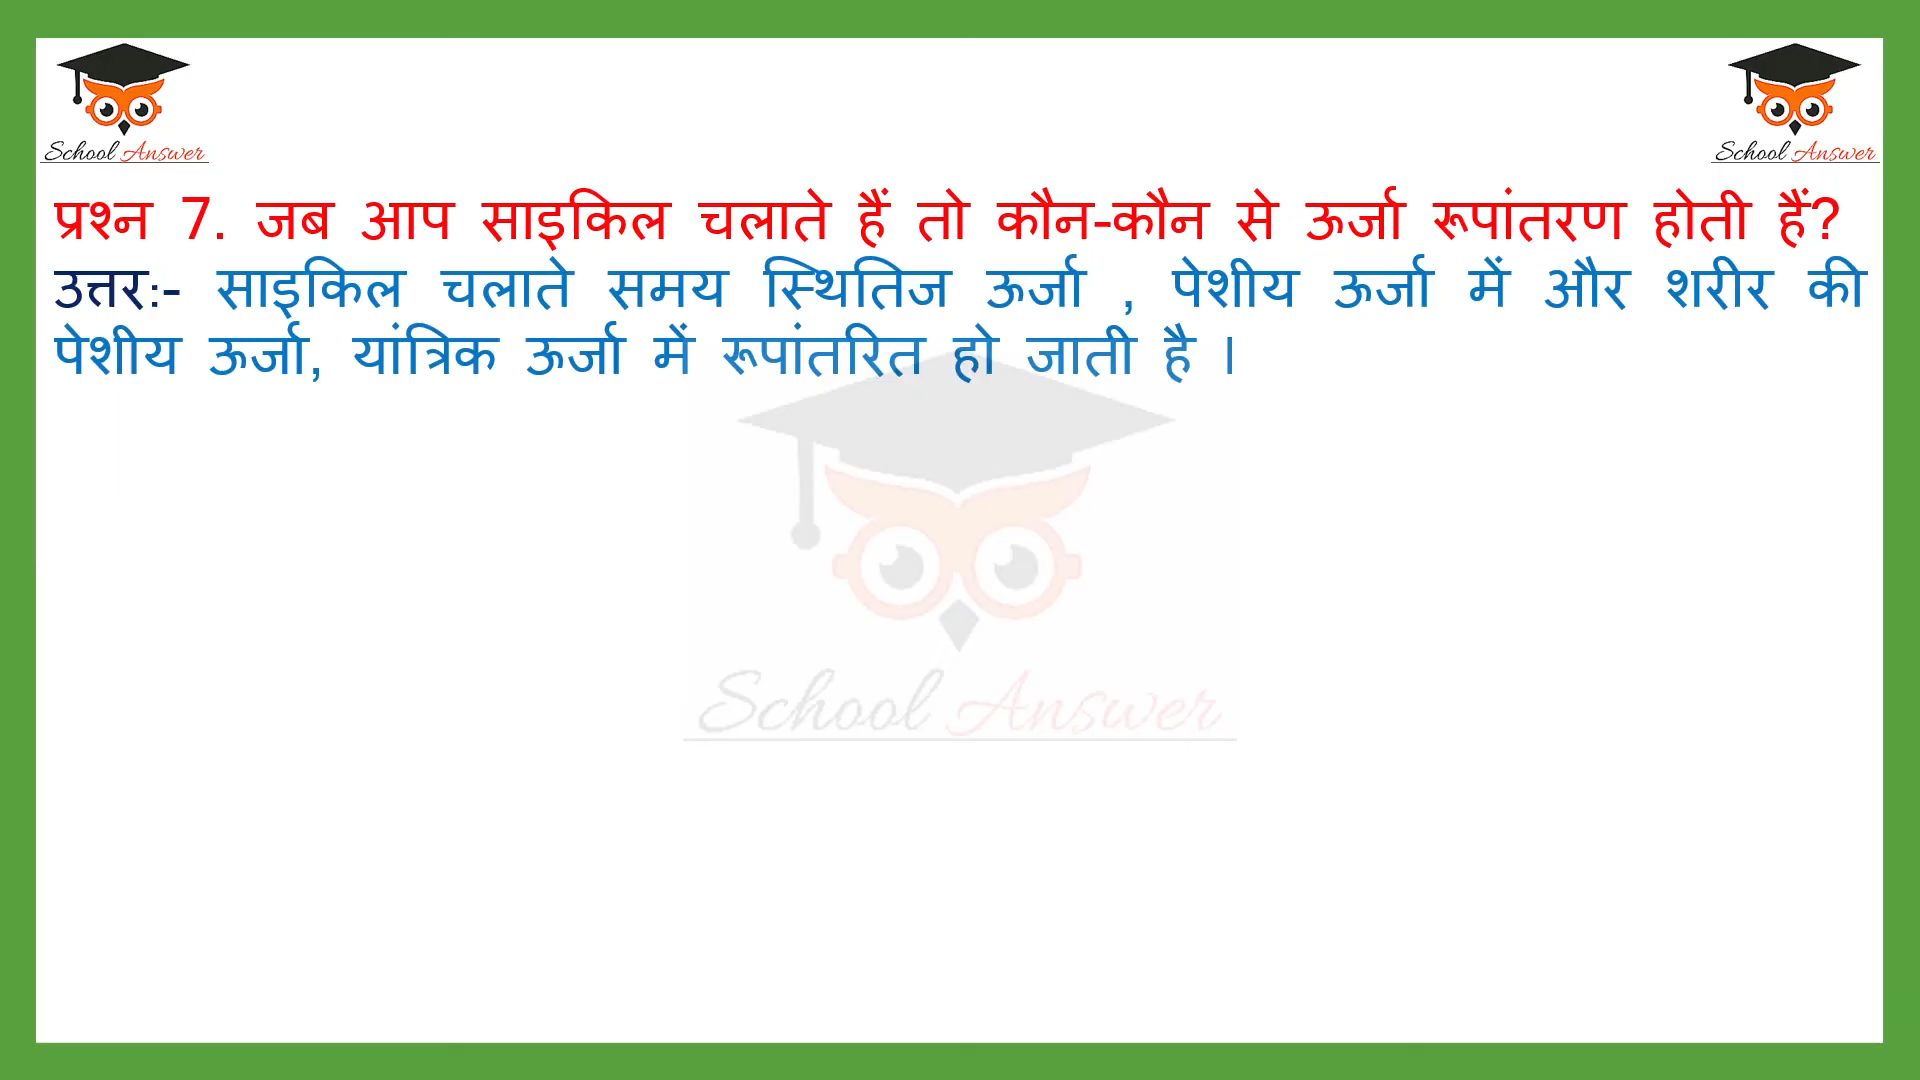 School Answer
School Answer
प्रश्न 7. जब आप साइकिल चलाते हैं तो कौन-कौन से ऊर्जा रूपांतरण होती हैं?
उत्तर:- साइकिल चलाते समय स्थितिज ऊर्जा , पेशीय ऊर्जा में और शरीर की
पेशीय ऊर्जा, यांत्रिक ऊर्जा में रूपांतरित हो जाती है ।
School Answer